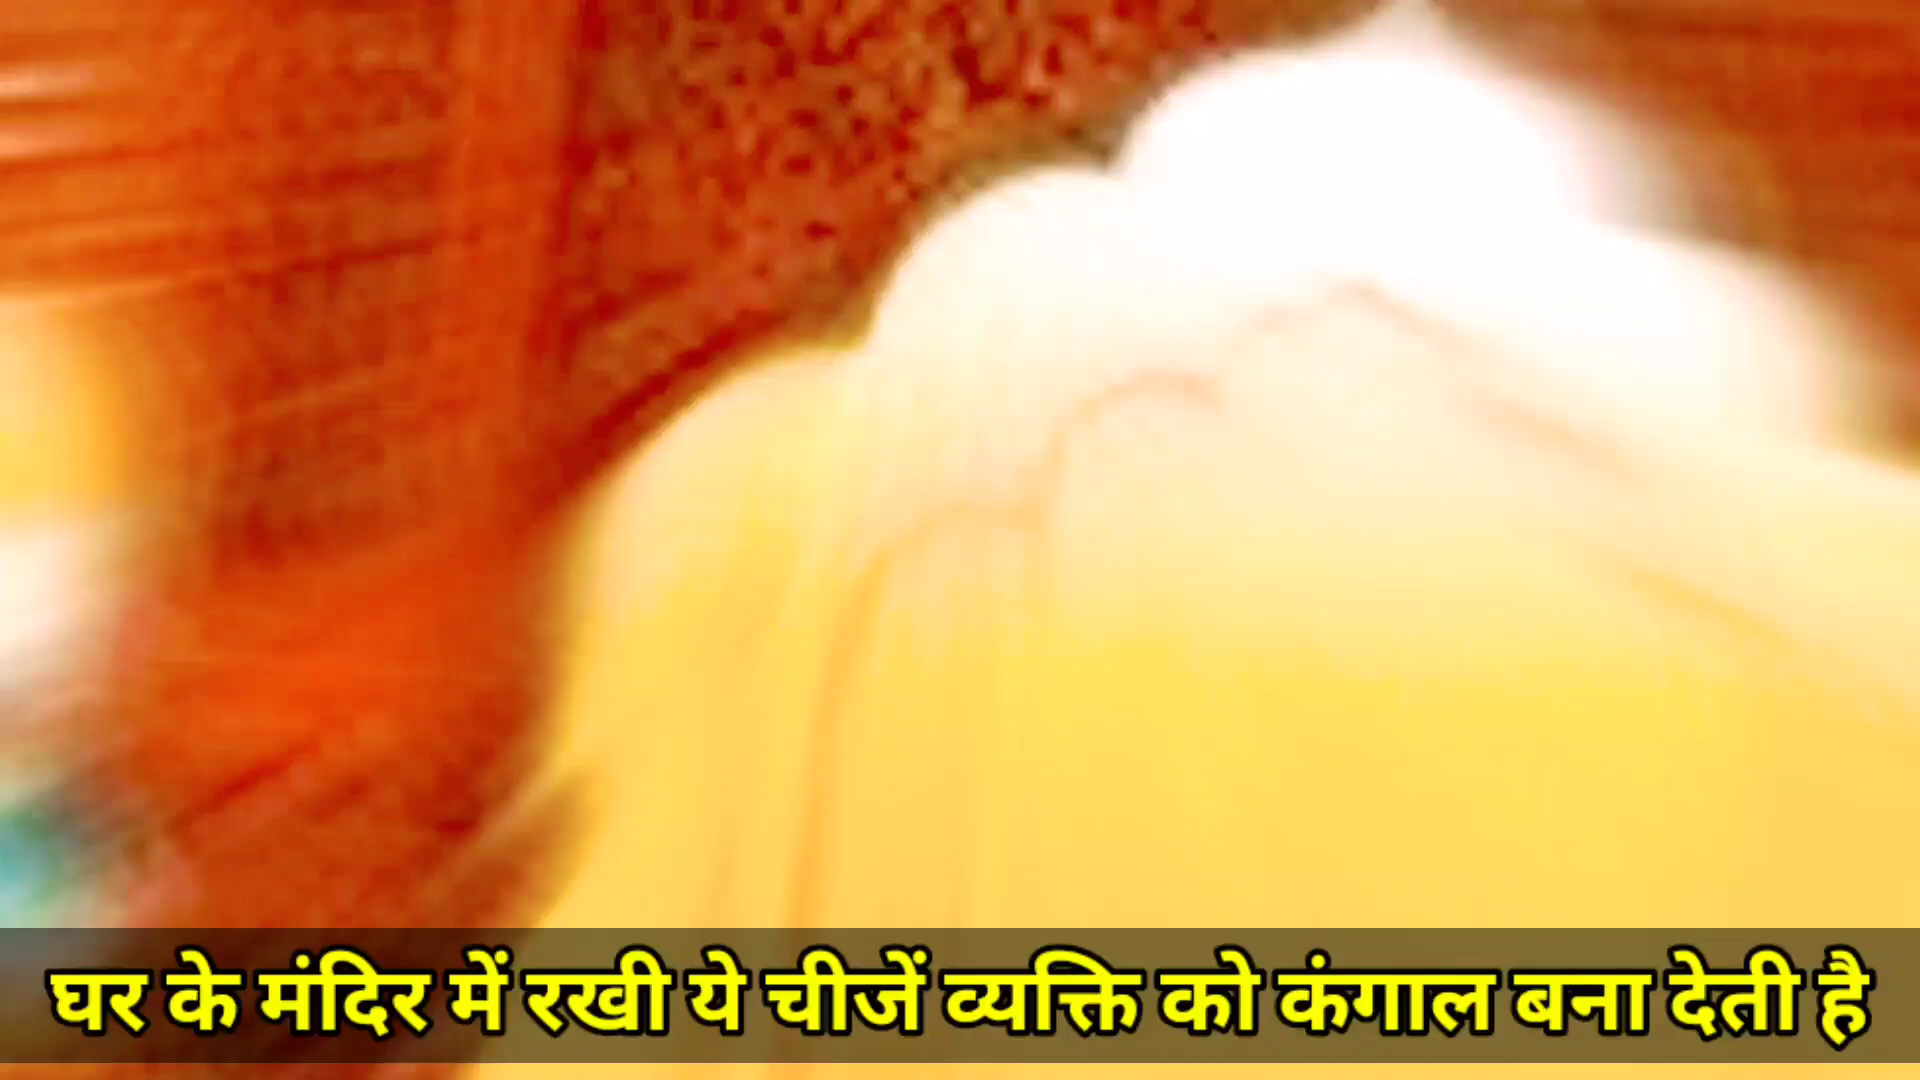 घर के मंदिर में रखी ये चीजें व्यक्ति को कंगाल बना देती है